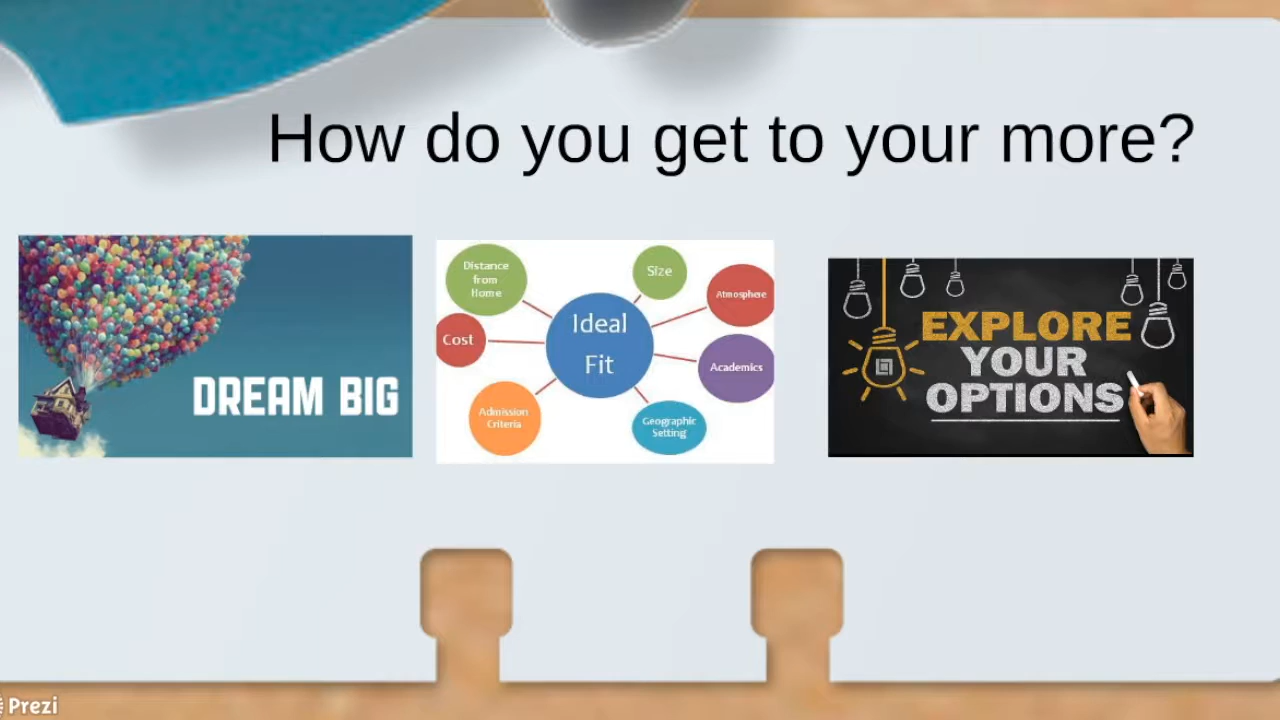 How do you get to your more?
DREAM BIG
Distance
from
Home
Size
Atmosphere
Cost
Ideal
Fit
Academics
Admission
Criteria
Geographic
Setting
EXPLORE
YOUR
OPTIONS
Prezi